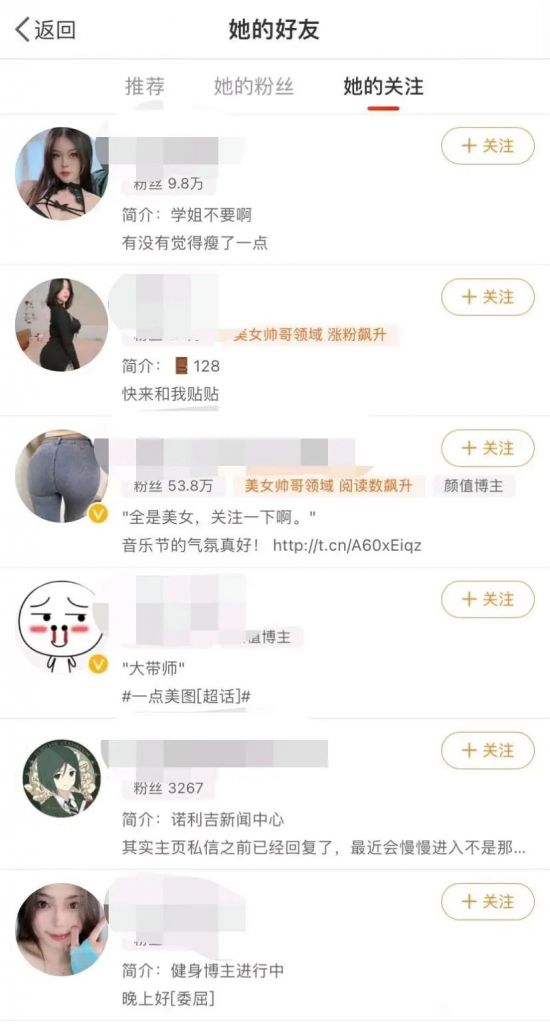 返回
她的好友
推荐
她的粉丝
她的关注
+ 关注
粉丝 9.8万
简介：学姐不要啊
有没有觉得瘦了一点
+ 关注
美女帅哥领域 涨粉飙升
简介：🚪128
快来和我贴贴
+ 关注
粉丝 53.8万 美女帅哥领域 阅读数飙升 颜值博主
"全是美女，关注一下啊。"
音乐节的气氛真好！ http://t.cn/A60xEiqz
+ 关注
值博主
"大带师"
#一点美图[超话]#
+ 关注
粉丝 3267
简介：诺利吉新闻中心
其实主页私信之前已经回复了，最近会慢慢进入不是那...
+ 关注
简介：健身博主进行中
晚上好[委屈]